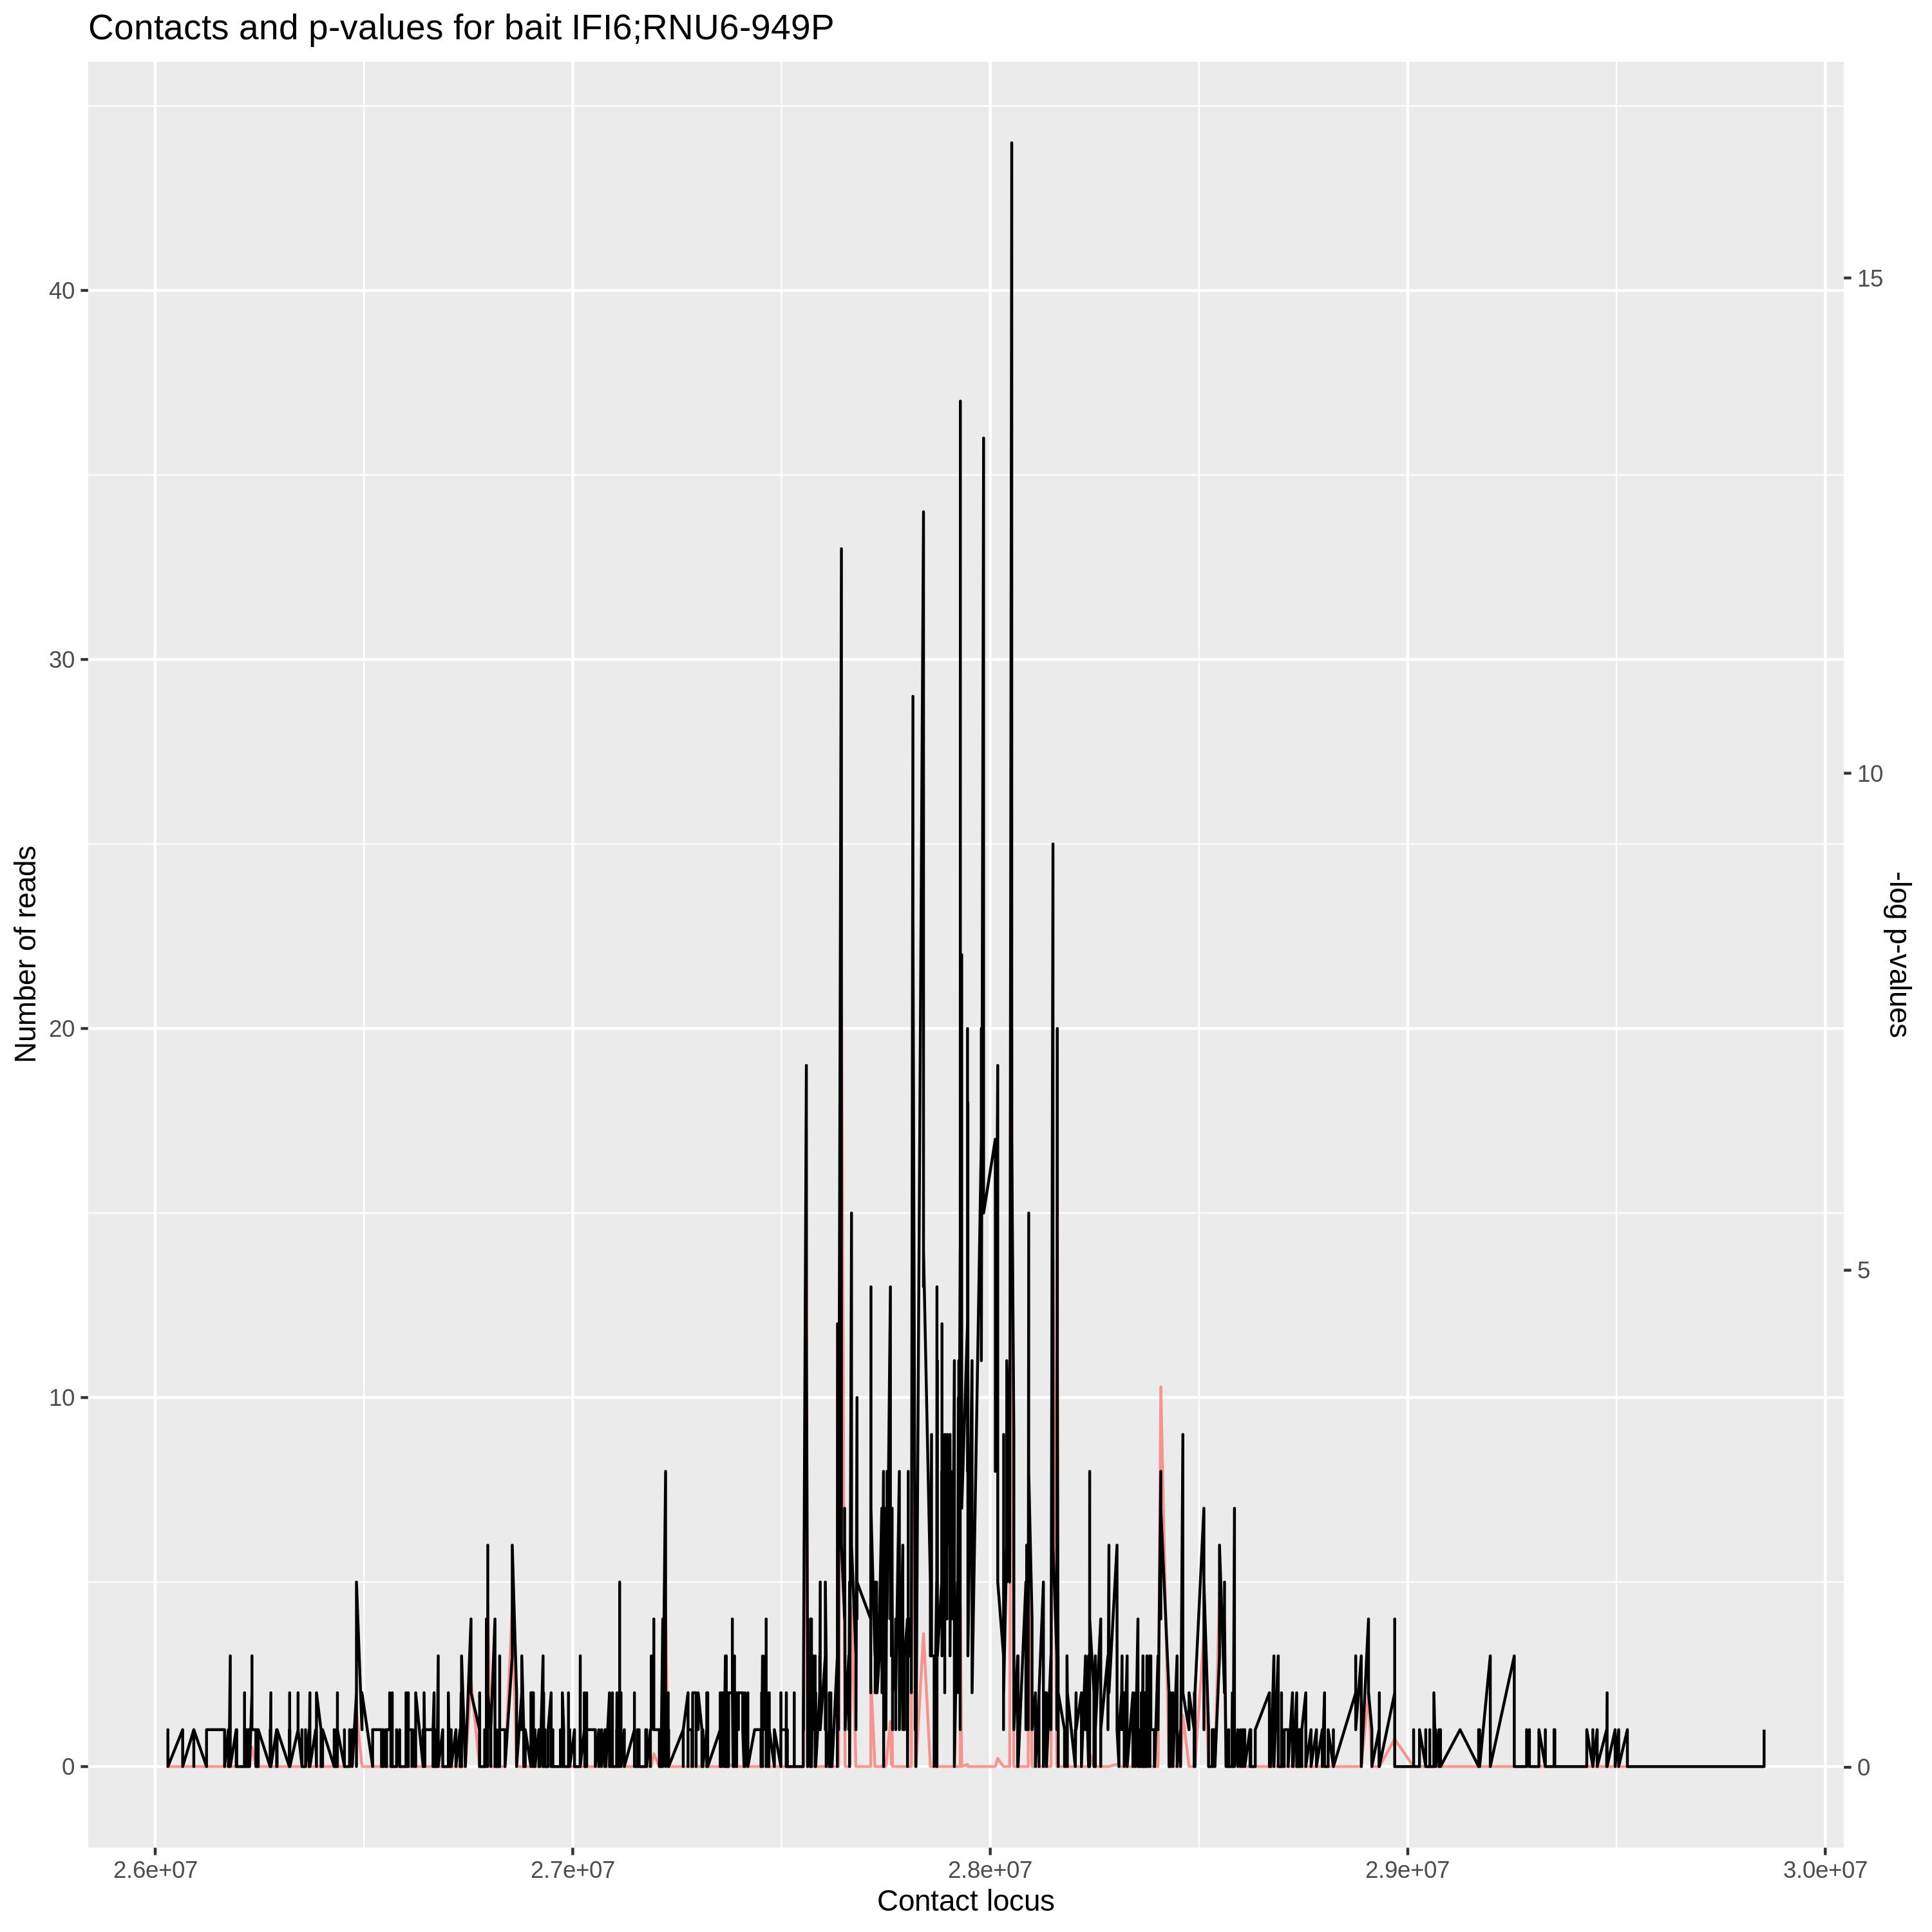 Contacts and p-values for bait IFI6;RNU6-949P
40
30
20
10
0
15
10
5
0
Number of reads
-log p-values
2.6e+07 2.7e+07 2.8e+07 2.9e+07 3.0e+07
Contact locus